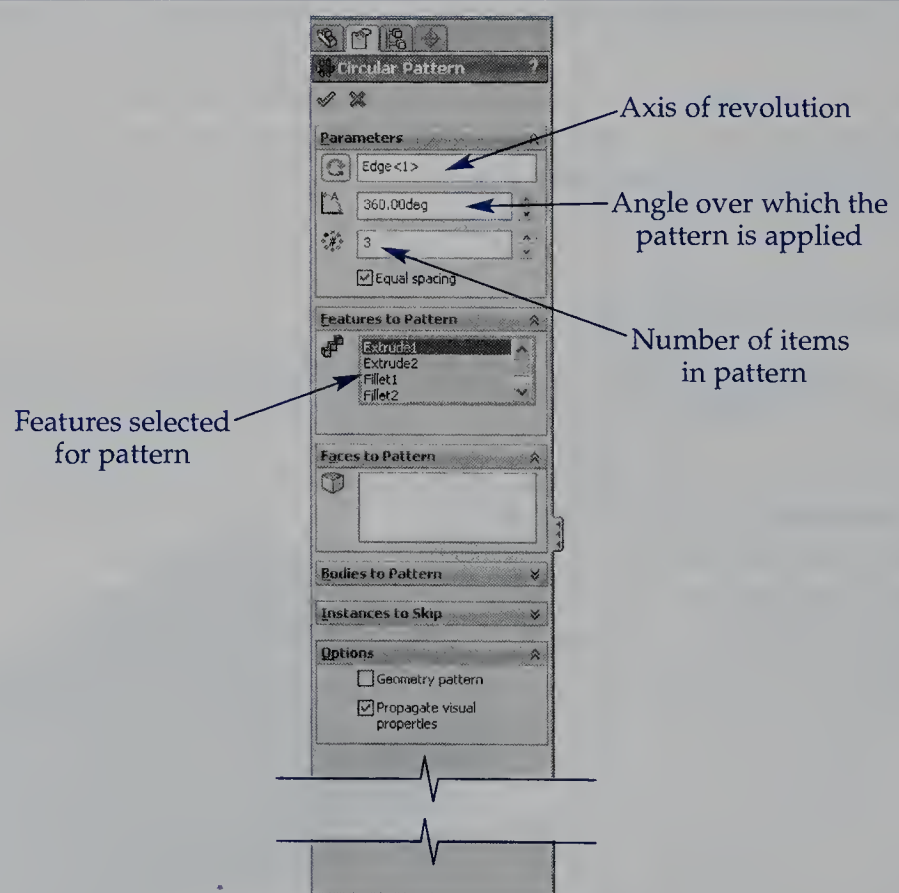 Circular Pattern ?
Axis of revolution
Parameters
Edge<1>
360.00deg
Angle over which the
pattern is applied
3
Equal spacing
Features to Pattern
Number of items
in pattern
Extrude1
Extrude2
Fillet1
Fillet2
Features selected
for pattern
Faces to Pattern
Bodies to Pattern
Instances to Skip
Options
Geometry pattern
Propagate visual
properties